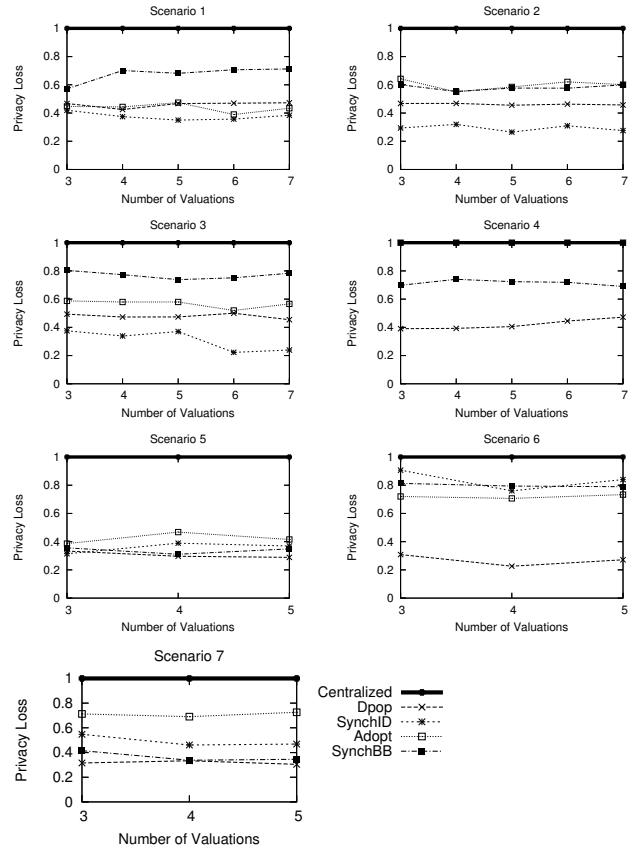 Scenario 1
Privacy Loss
1
0.8
0.6
0.4
0.2
0
3 4 5 6 7
Number of Valuations
Scenario 2
Privacy Loss
1
0.8
0.6
0.4
0.2
0
3 4 5 6 7
Number of Valuations
Scenario 3
Privacy Loss
1
0.8
0.6
0.4
0.2
0
3 4 5 6 7
Number of Valuations
Scenario 4
Privacy Loss
1
0.8
0.6
0.4
0.2
0
3 4 5 6 7
Number of Valuations
Scenario 5
Privacy Loss
1
0.8
0.6
0.4
0.2
0
3 4 5
Number of Valuations
Scenario 6
Privacy Loss
1
0.8
0.6
0.4
0.2
0
3 4 5
Number of Valuations
Scenario 7
Privacy Loss
1
0.8
0.6
0.4
0.2
0
3 4 5
Number of Valuations
Centralized
Dpop
SynchID
Adopt
SynchBB